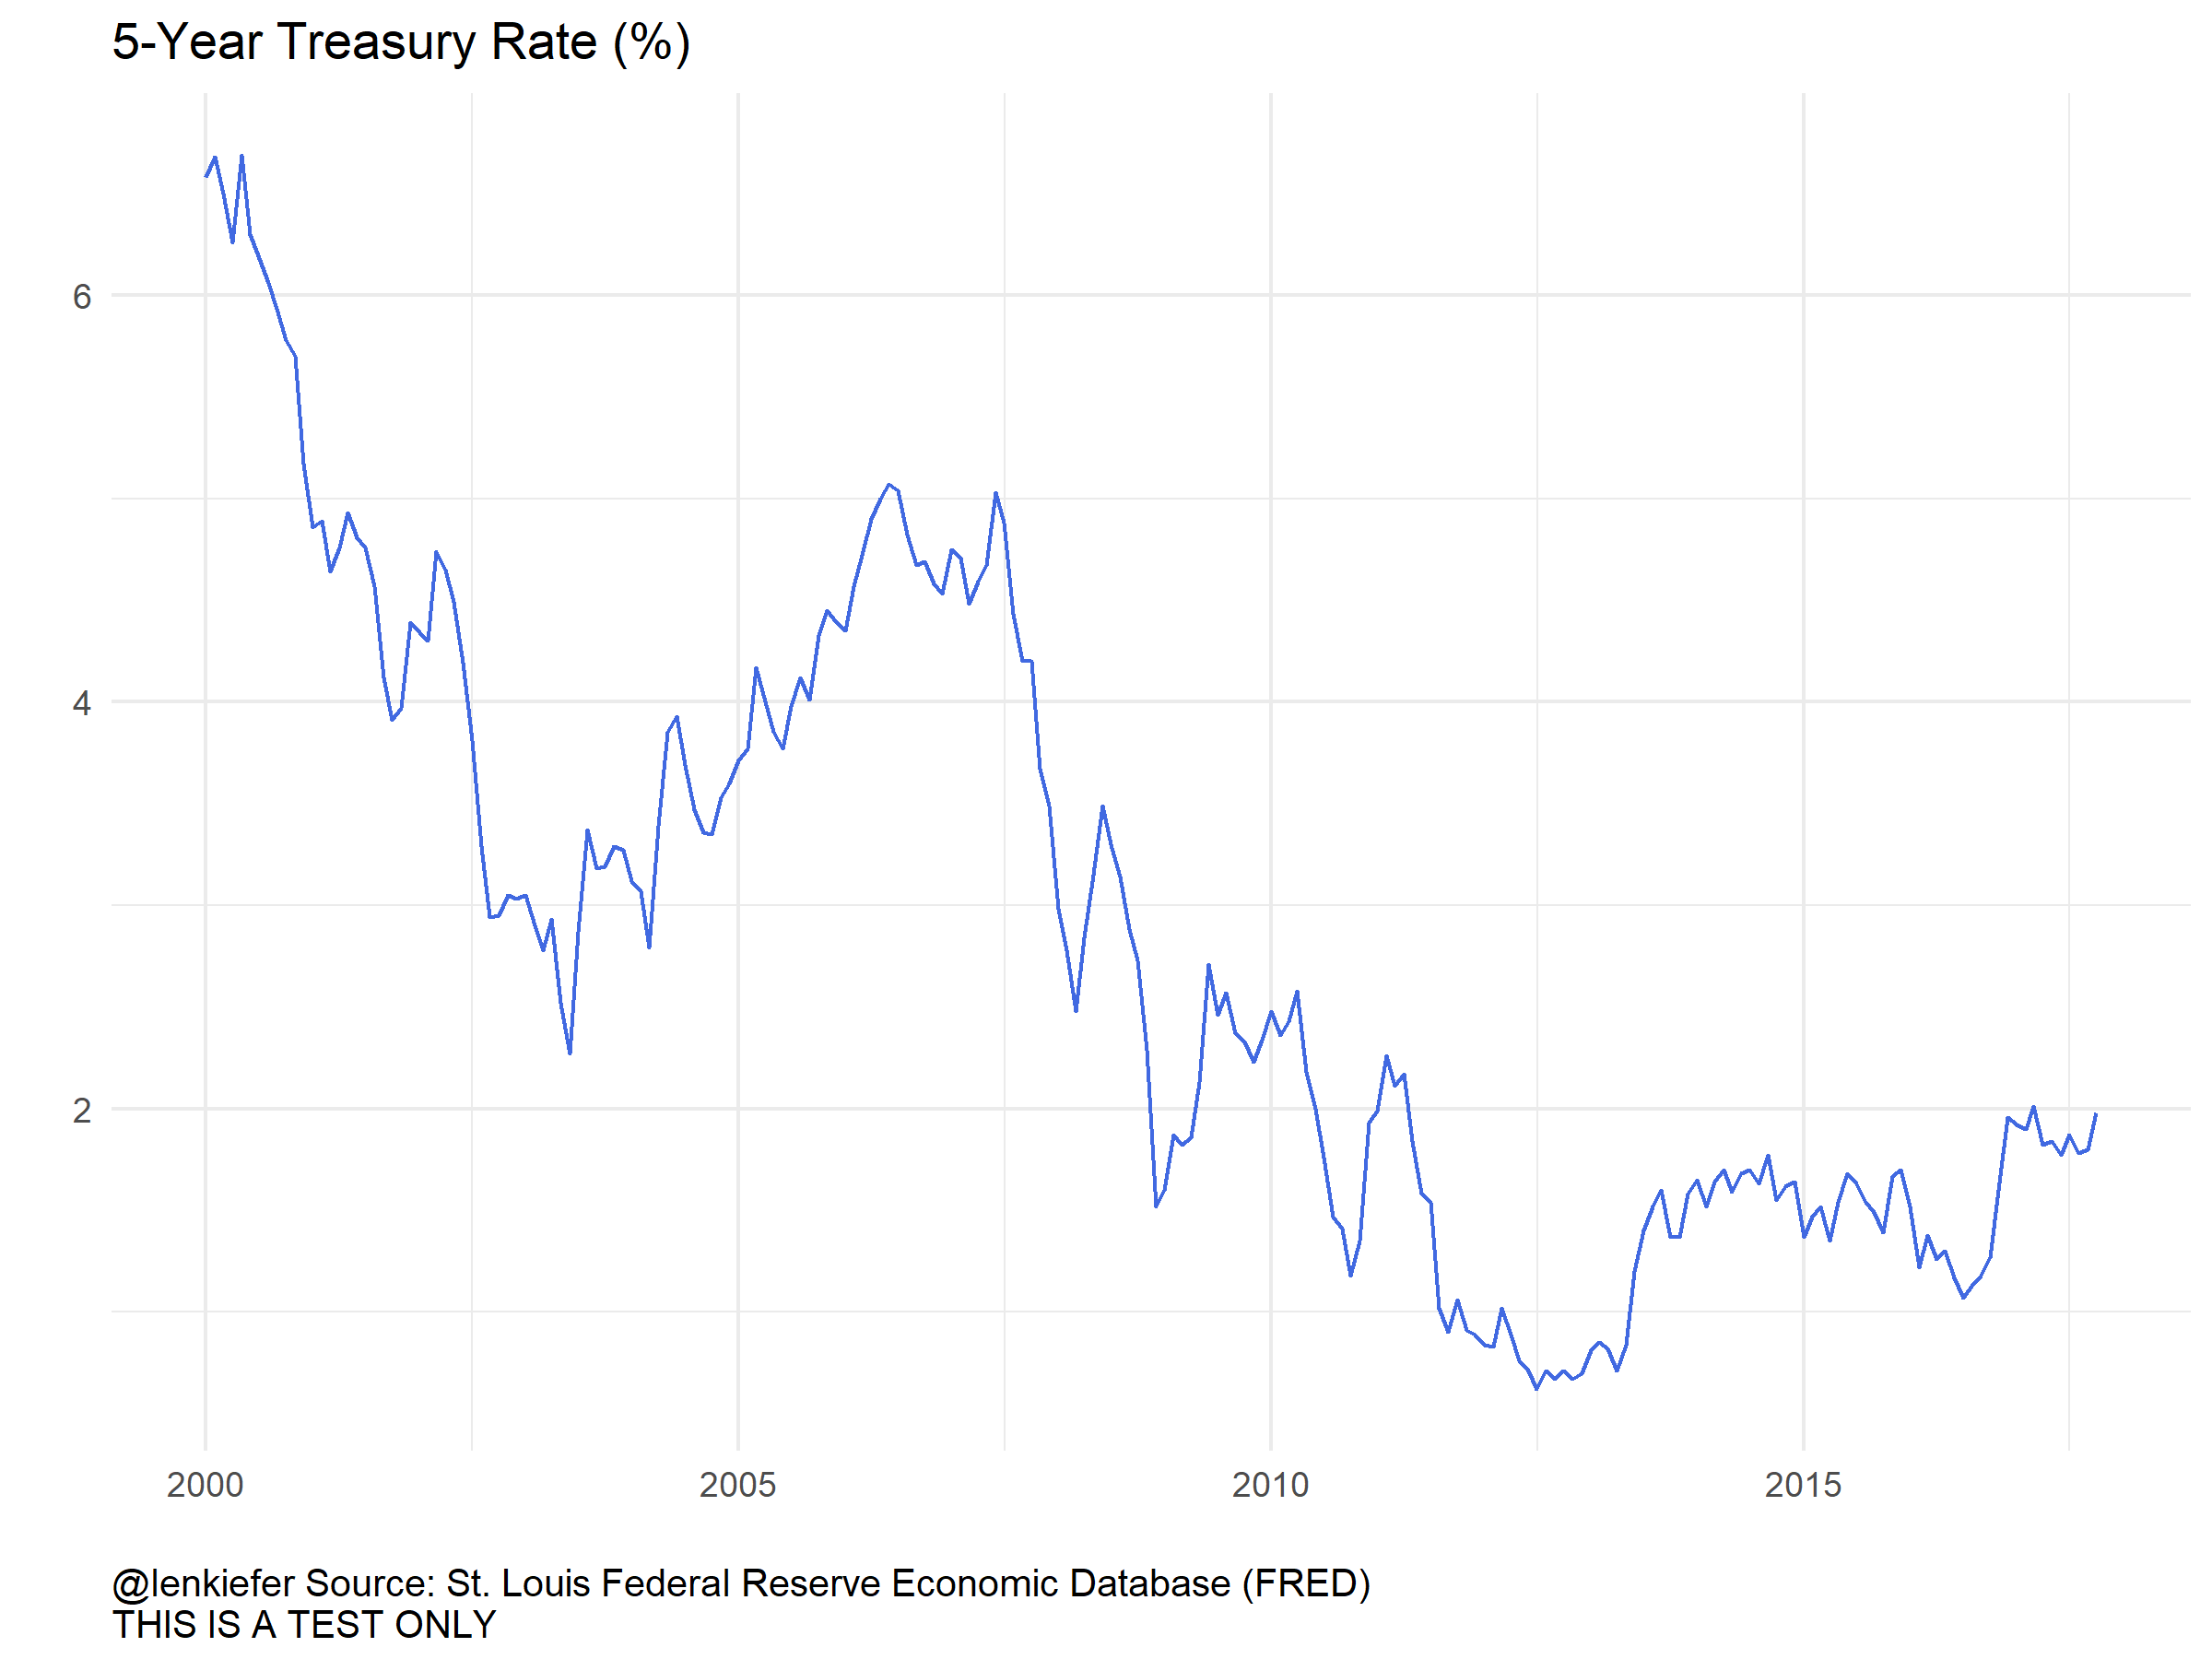 5-Year Treasury Rate (%)
6
4
2
2000 2005 2010 2015
@lenkiefer Source: St. Louis Federal Reserve Economic Database (FRED)
THIS IS A TEST ONLY